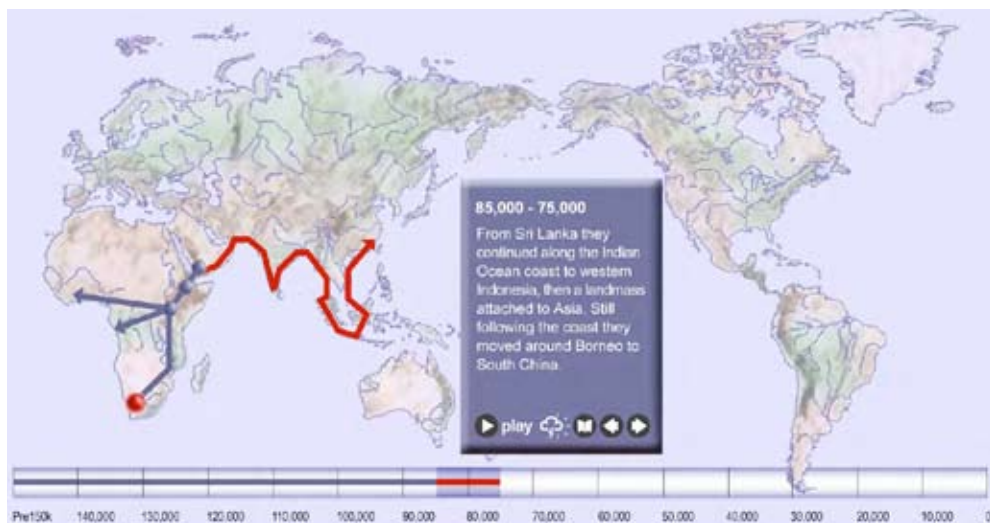 85,000 - 75,000
From Sri Lanka they
continued along the Indian
Ocean coast to western
Indonesia, then a landmass
attached to Asia. Still
following the coast they
moved around Borneo to
South China.
play
Pre150k 140,000 130,000 120,000 110,000 100,000 90,000 80,000 70,000 60,000 50,000 40,000 30,000 20,000 10,000 0